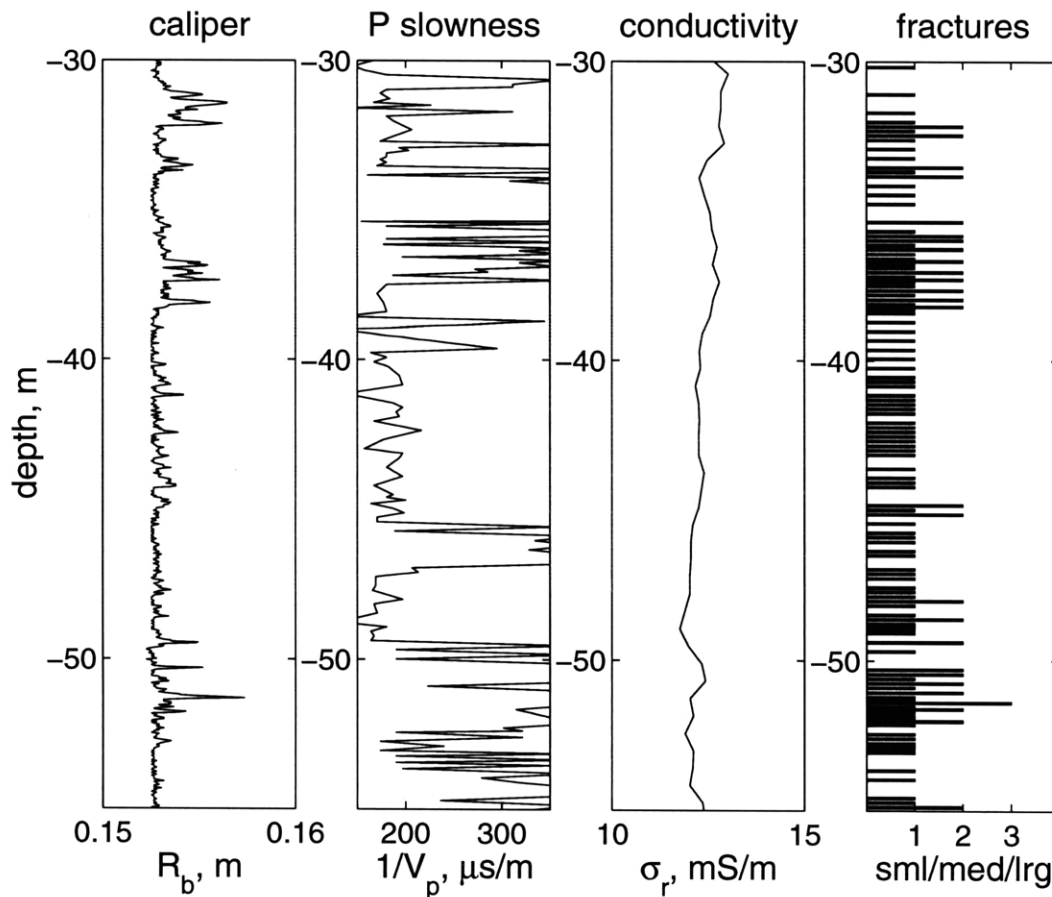 caliper P slowness conductivity fractures
−30 −30 −30 −30
−40 −40 −40 −40
−50 −50 −50 −50
depth, m
0.15 0.16 200 300 10 15 1 2 3
R_b, m 1/V_p, μs/m σ_r, mS/m sml/med/lrg